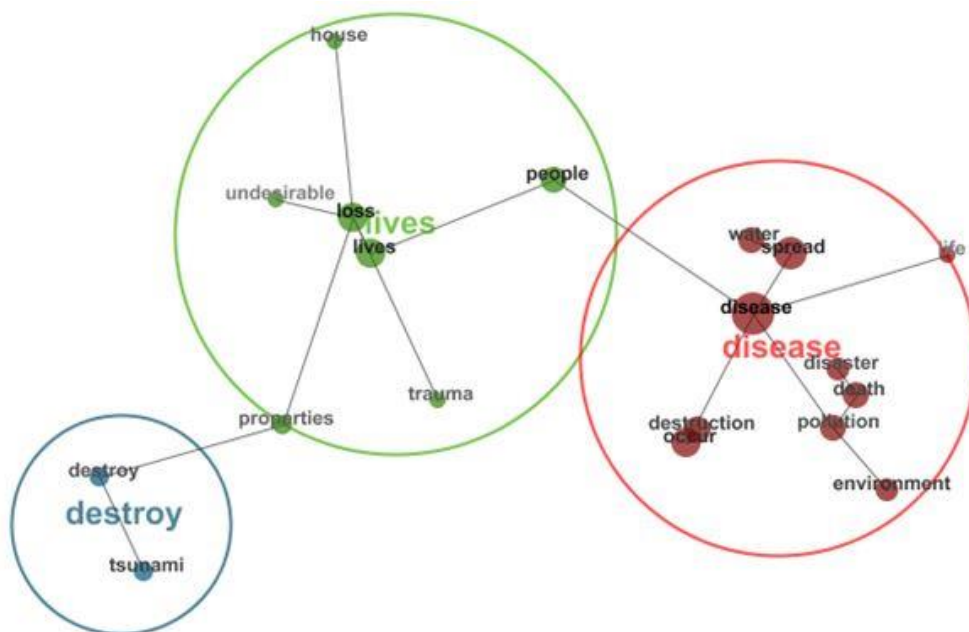 house
people
undesirable
loss
lives
lives
water
spread
life
disease
disease
disaster
death
trauma
properties
destruction
pollution
occur
destroy
environment
destroy
tsunami